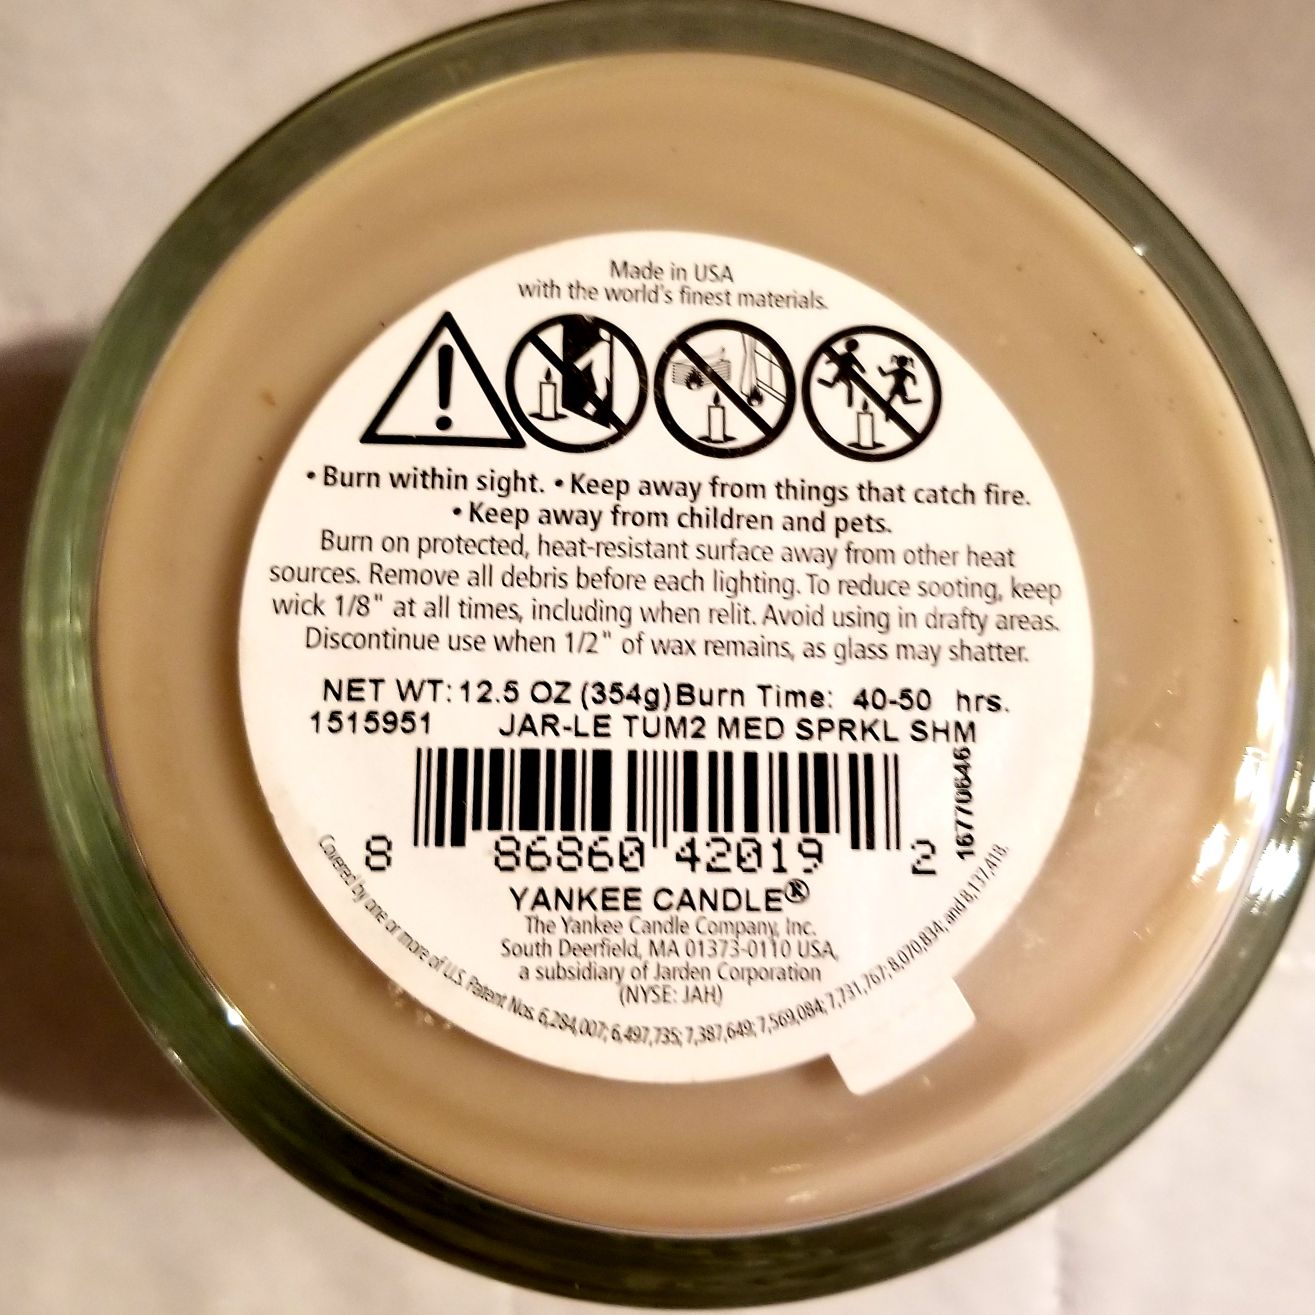 Made in USA
with the world's finest materials.
• Burn within sight. • Keep away from things that catch fire.
• Keep away from children and pets.
Burn on protected, heat-resistant surface away from other heat
sources. Remove all debris before each lighting. To reduce sooting, keep
wick 1/8" at all times, including when relit. Avoid using in drafty areas.
Discontinue use when 1/2" of wax remains, as glass may shatter.
NET WT: 12.5 OZ (354g) Burn Time: 40-50 hrs.
1515951 JAR-LE TUM2 MED SPRKL SHM
16770646
8 86860 42019 2
YANKEE CANDLE®
The Yankee Candle Company, Inc.
South Deerfield, MA 01373-0110 USA,
a subsidiary of Jarden Corporation
(NYSE: JAH)
Covered by one or more of U.S. Patent Nos. 6,284,007; 6,497,735; 7,387,649; 7,569,084; 7,731,767; 8,070,834; and 8,137,418.